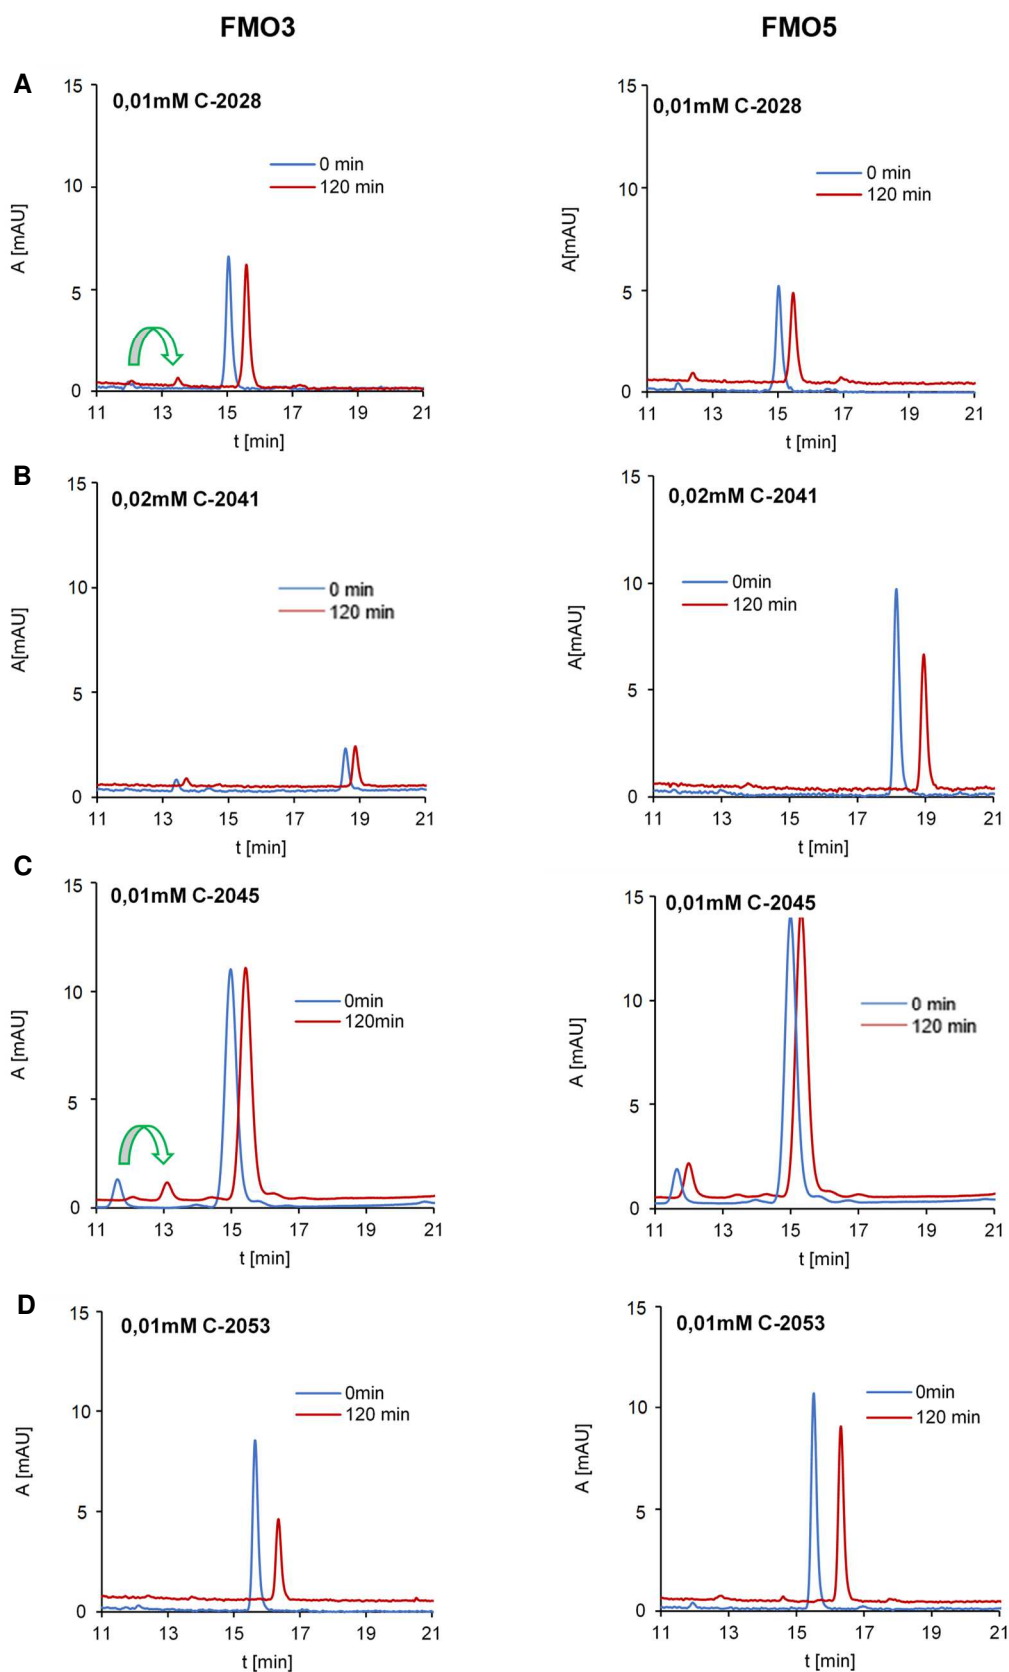 FMO3 FMO5
A
0,01mM C-2028
0 min
120 min
A [mAU]
15
10
5
0
11 13 15 17 19 21
t [min]
0,01mM C-2028
0 min
120 min
A[mAU]
15
10
5
0
11 13 15 17 19 21
t [min]
B
0,02mM C-2041
0 min
120 min
A[mAU]
15
10
5
0
11 13 15 17 19 21
t [min]
0,02mM C-2041
0min
120 min
A[mAU]
15
10
5
0
11 13 15 17 19 21
t [min]
C
0,01mM C-2045
0min
120min
A [mAU]
15
10
5
0
11 13 15 17 19 21
t [min]
0,01mM C-2045
0 min
120 min
A [mAU]
15
10
5
0
11 13 15 17 19 21
t [min]
D
0,01mM C-2053
0min
120 min
A [mAU]
15
10
5
0
11 13 15 17 19 21
t [min]
0,01mM C-2053
0min
120 min
A [mAU]
15
10
5
0
11 13 15 17 19 21
t [min]